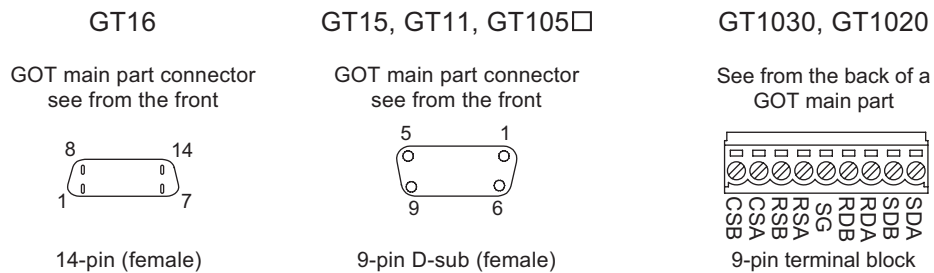 GT16
GOT main part connector
see from the front
8 14
1 7
14-pin (female)
GT15, GT11, GT105□
GOT main part connector
see from the front
5 1
9 6
9-pin D-sub (female)
GT1030, GT1020
See from the back of a
GOT main part
CSB
CSA
RSB
RSA
SG
RDB
RDA
SDB
SDA
9-pin terminal block